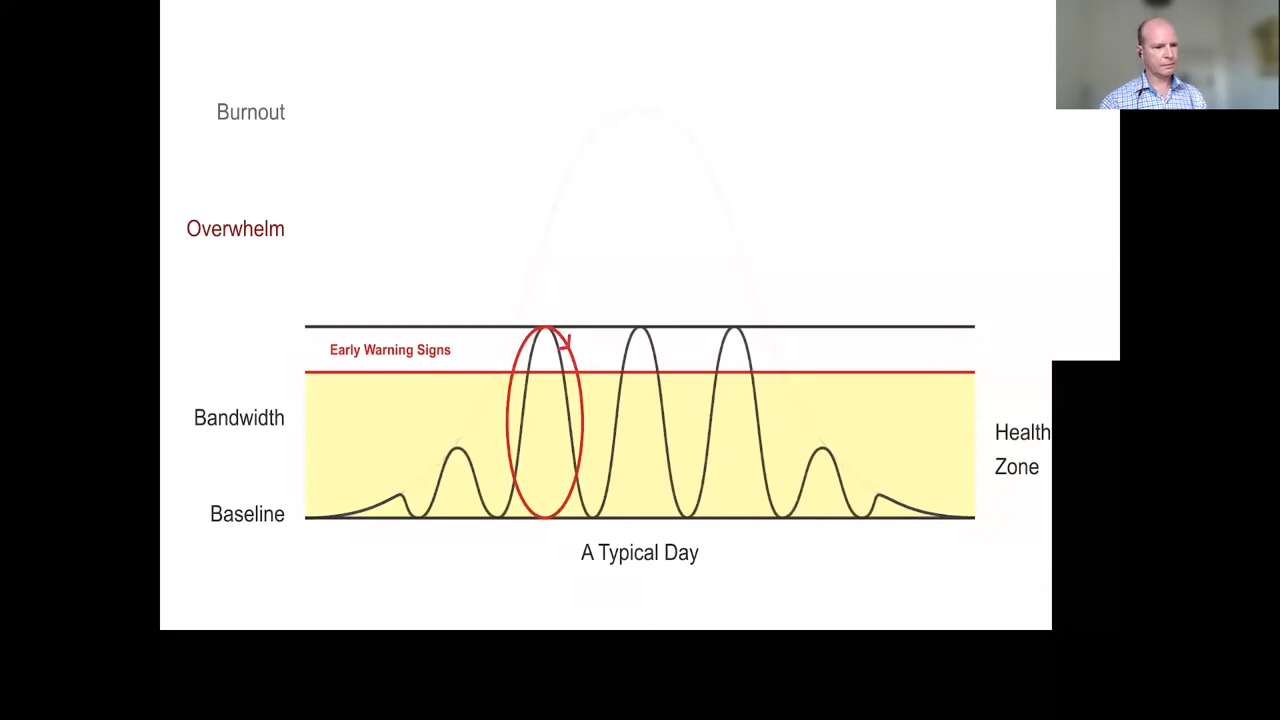 Burnout
Overwhelm
Early Warning Signs
Bandwidth
Health
Zone
Baseline
A Typical Day